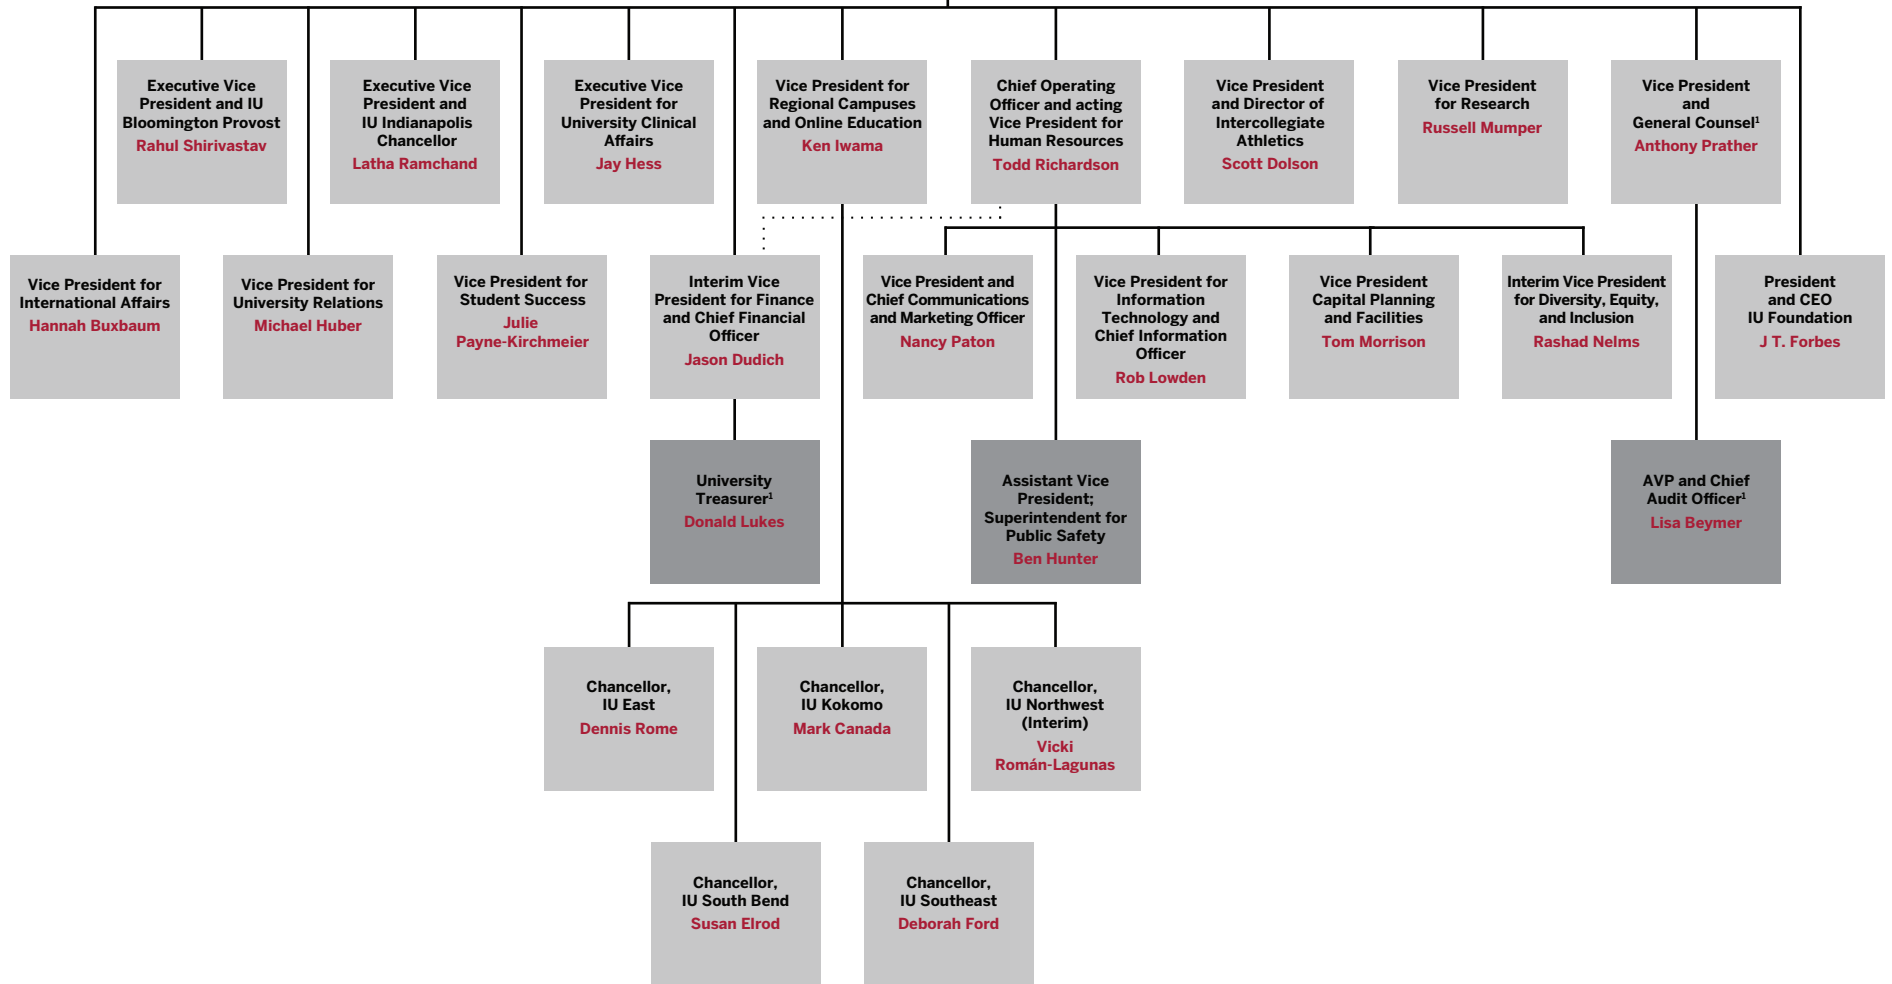 Executive Vice
President and IU
Bloomington Provost
Rahul Shirivastav
Executive Vice
President and
IU Indianapolis
Chancellor
Latha Ramchand
Executive Vice
President for
University Clinical
Affairs
Jay Hess
Vice President for
Regional Campuses
and Online Education
Ken Iwama
Chief Operating
Officer and acting
Vice President for
Human Resources
Todd Richardson
Vice President
and Director of
Intercollegiate
Athletics
Scott Dolson
Vice President
for Research
Russell Mumper
Vice President
and
General Counsel¹
Anthony Prather
Vice President for
International Affairs
Hannah Buxbaum
Vice President for
University Relations
Michael Huber
Vice President for
Student Success
Julie
Payne-Kirchmeier
Interim Vice
President for Finance
and Chief Financial
Officer
Jason Dudich
Vice President and
Chief Communications
and Marketing Officer
Nancy Paton
Vice President for
Information
Technology and
Chief Information
Officer
Rob Lowden
Vice President
Capital Planning
and Facilities
Tom Morrison
Interim Vice President
for Diversity, Equity,
and Inclusion
Rashad Nelms
President
and CEO
IU Foundation
J T. Forbes
University
Treasurer¹
Donald Lukes
Assistant Vice
President;
Superintendent for
Public Safety
Ben Hunter
AVP and Chief
Audit Officer¹
Lisa Beymer
Chancellor,
IU East
Dennis Rome
Chancellor,
IU Kokomo
Mark Canada
Chancellor,
IU Northwest
(Interim)
Vicki
Román-Lagunas
Chancellor,
IU South Bend
Susan Elrod
Chancellor,
IU Southeast
Deborah Ford